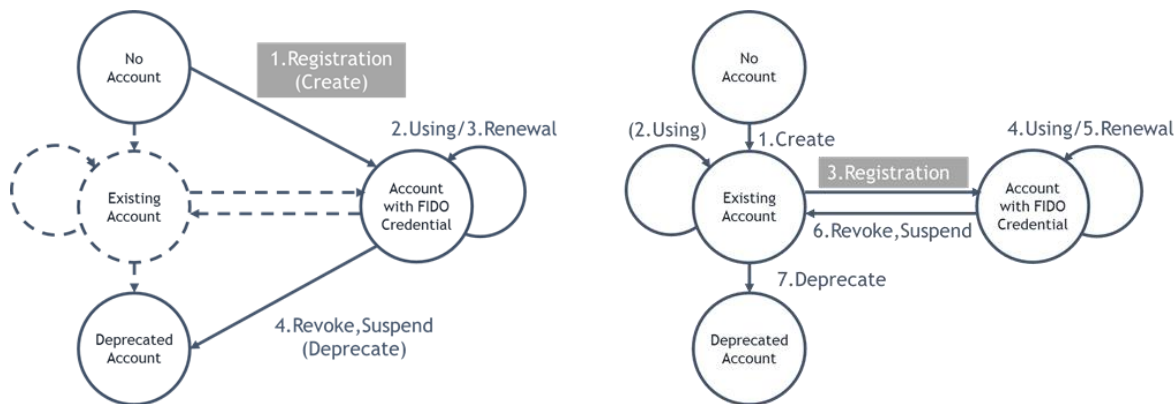 No
Account
1.Registration
(Create)
2.Using/3.Renewal
Existing
Account
Account
with FIDO
Credential
4.Revoke,Suspend
(Deprecate)
Deprecated
Account
No
Account
(2.Using)
1.Create
4.Using/5.Renewal
3.Registration
Existing
Account
Account
with FIDO
Credential
6.Revoke,Suspend
7.Deprecate
Deprecated
Account